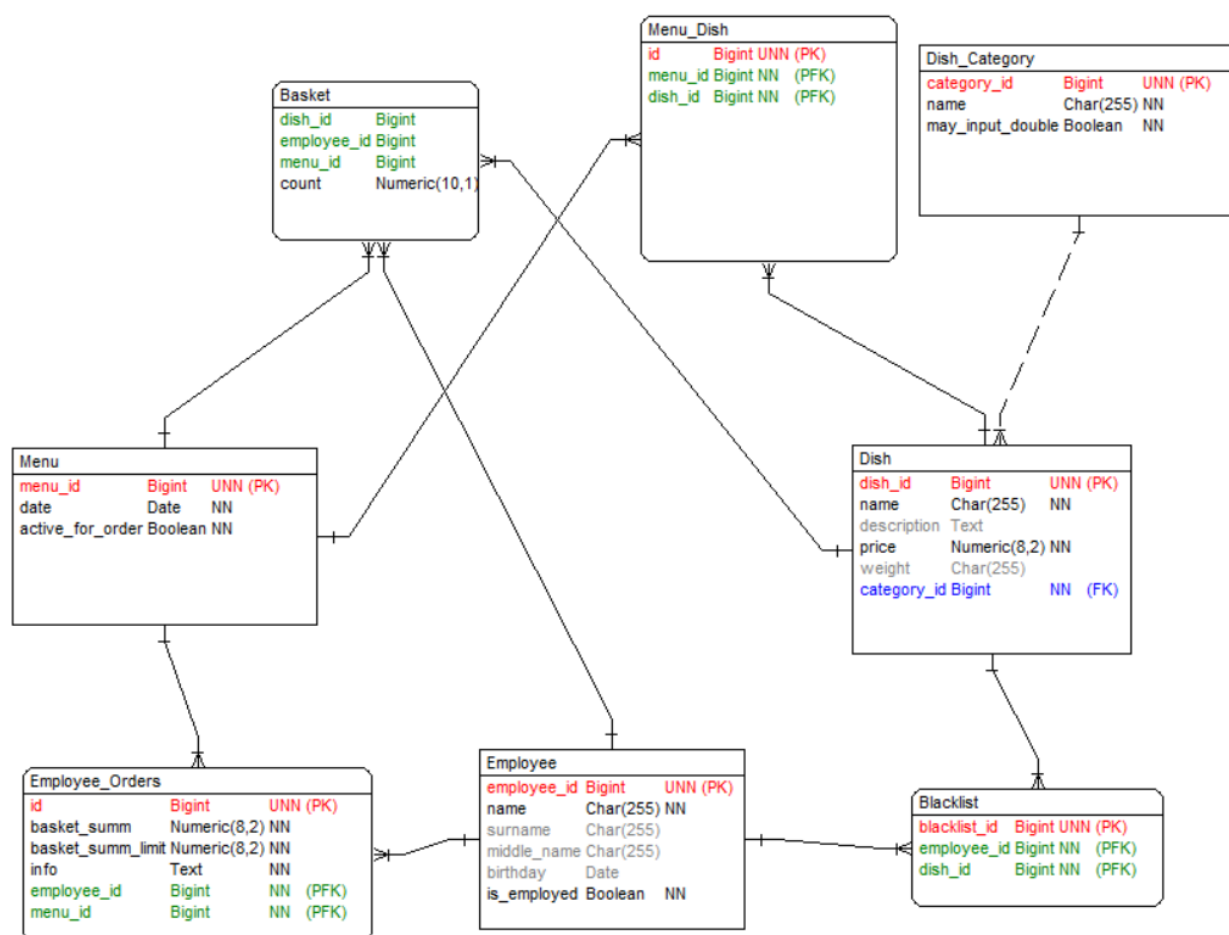 Menu_Dish
id Bigint UNN (PK)
menu_id Bigint NN (PFK)
dish_id Bigint NN (PFK)
Dish_Category
category_id Bigint UNN (PK)
name Char(255) NN
may_input_double Boolean NN
Basket
dish_id Bigint
employee_id Bigint
menu_id Bigint
count Numeric(10,1)
Menu
menu_id Bigint UNN (PK)
date Date NN
active_for_order Boolean NN
Dish
dish_id Bigint UNN (PK)
name Char(255) NN
description Text
price Numeric(8,2) NN
weight Char(255)
category_id Bigint NN (FK)
Employee_Orders
id Bigint UNN (PK)
basket_summ Numeric(8,2) NN
basket_summ_limit Numeric(8,2) NN
info Text NN
employee_id Bigint NN (PFK)
menu_id Bigint NN (PFK)
Employee
employee_id Bigint UNN (PK)
name Char(255) NN
surname Char(255)
middle_name Char(255)
birthday Date
is_employed Boolean NN
Blacklist
blacklist_id Bigint UNN (PK)
employee_id Bigint NN (PFK)
dish_id Bigint NN (PFK)